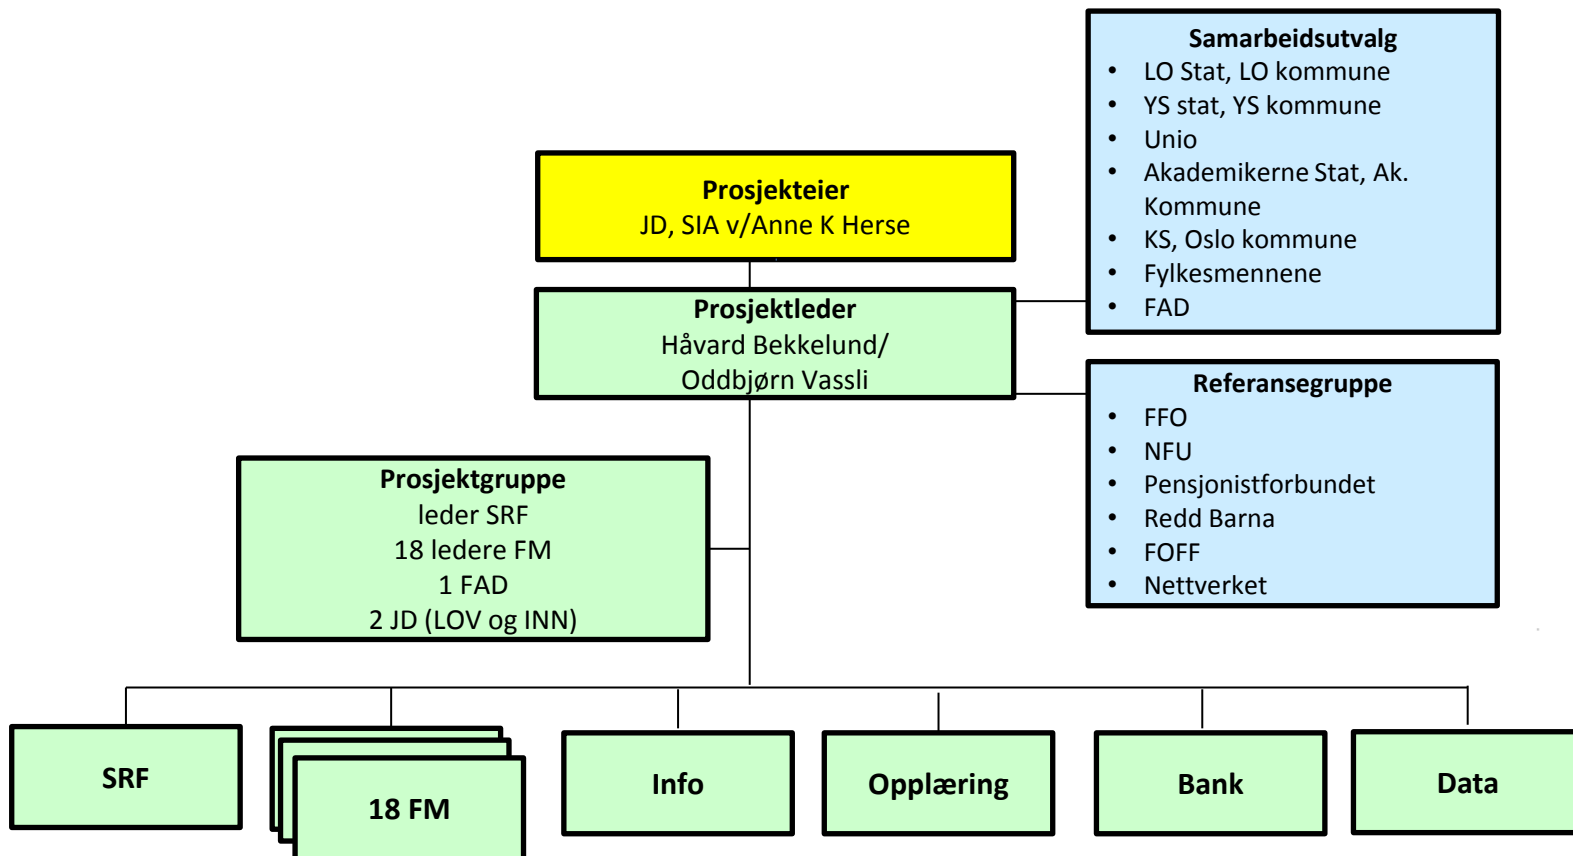 Samarbeidsutvalg
• LO Stat, LO kommune
• YS stat, YS kommune
• Unio
• Akademikerne Stat, Ak.
Kommune
• KS, Oslo kommune
• Fylkesmennene
• FAD
Prosjekteier
JD, SIA v/Anne K Herse
Prosjektleder
Håvard Bekkelund/
Oddbjørn Vassli
Referansegruppe
• FFO
• NFU
• Pensjonistforbundet
• Redd Barna
• FOFF
• Nettverket
Prosjektgruppe
leder SRF
18 ledere FM
1 FAD
2 JD (LOV og INN)
SRF
18 FM
Info
Opplæring
Bank
Data